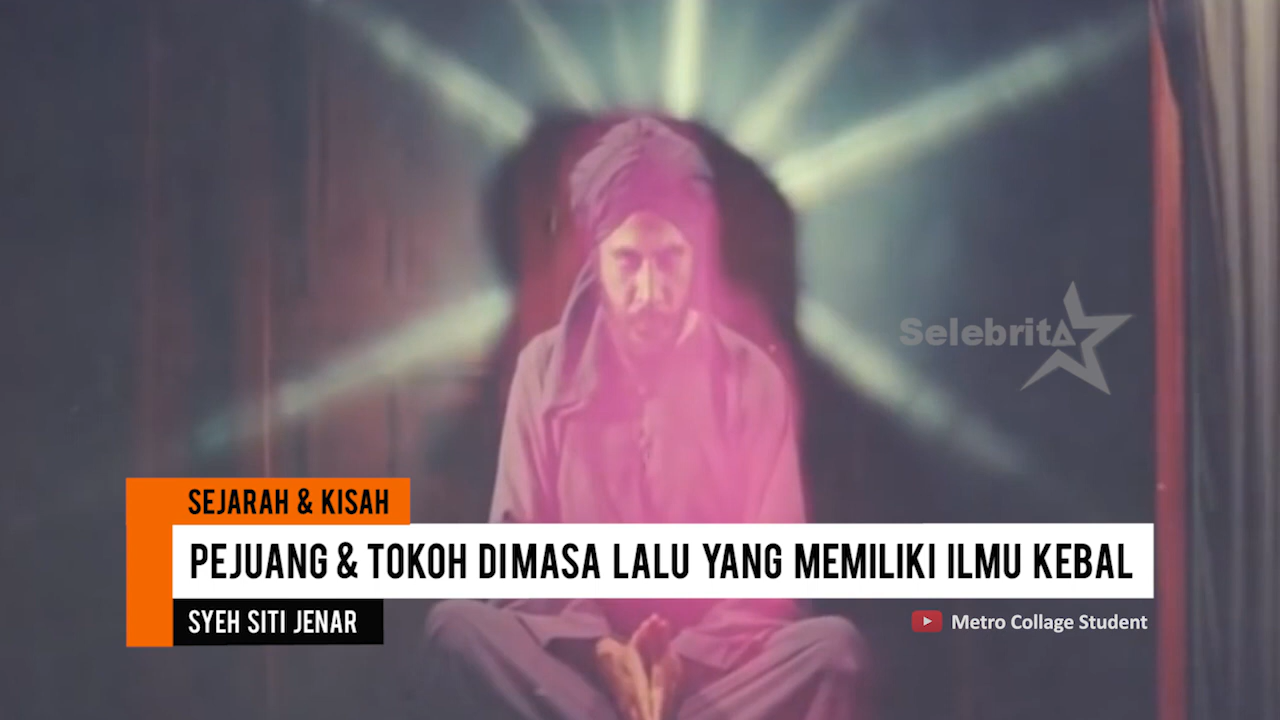 Selebrita
SEJARAH & KISAH
PEJUANG & TOKOH DIMASA LALU YANG MEMILIKI ILMU KEBAL
SYEH SITI JENAR
Metro Collage Student